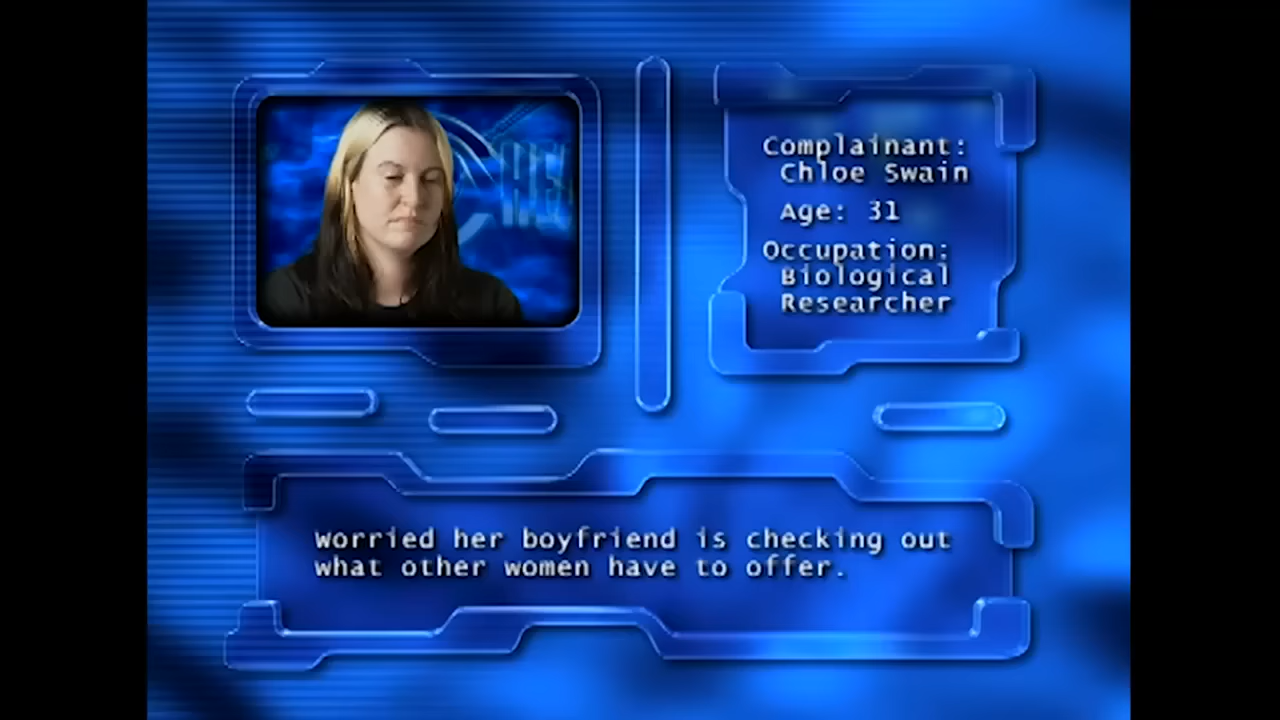 Complainant:
Chloe Swain
Age: 31
Occupation:
Biological
Researcher
Worried her boyfriend is checking out
what other women have to offer.